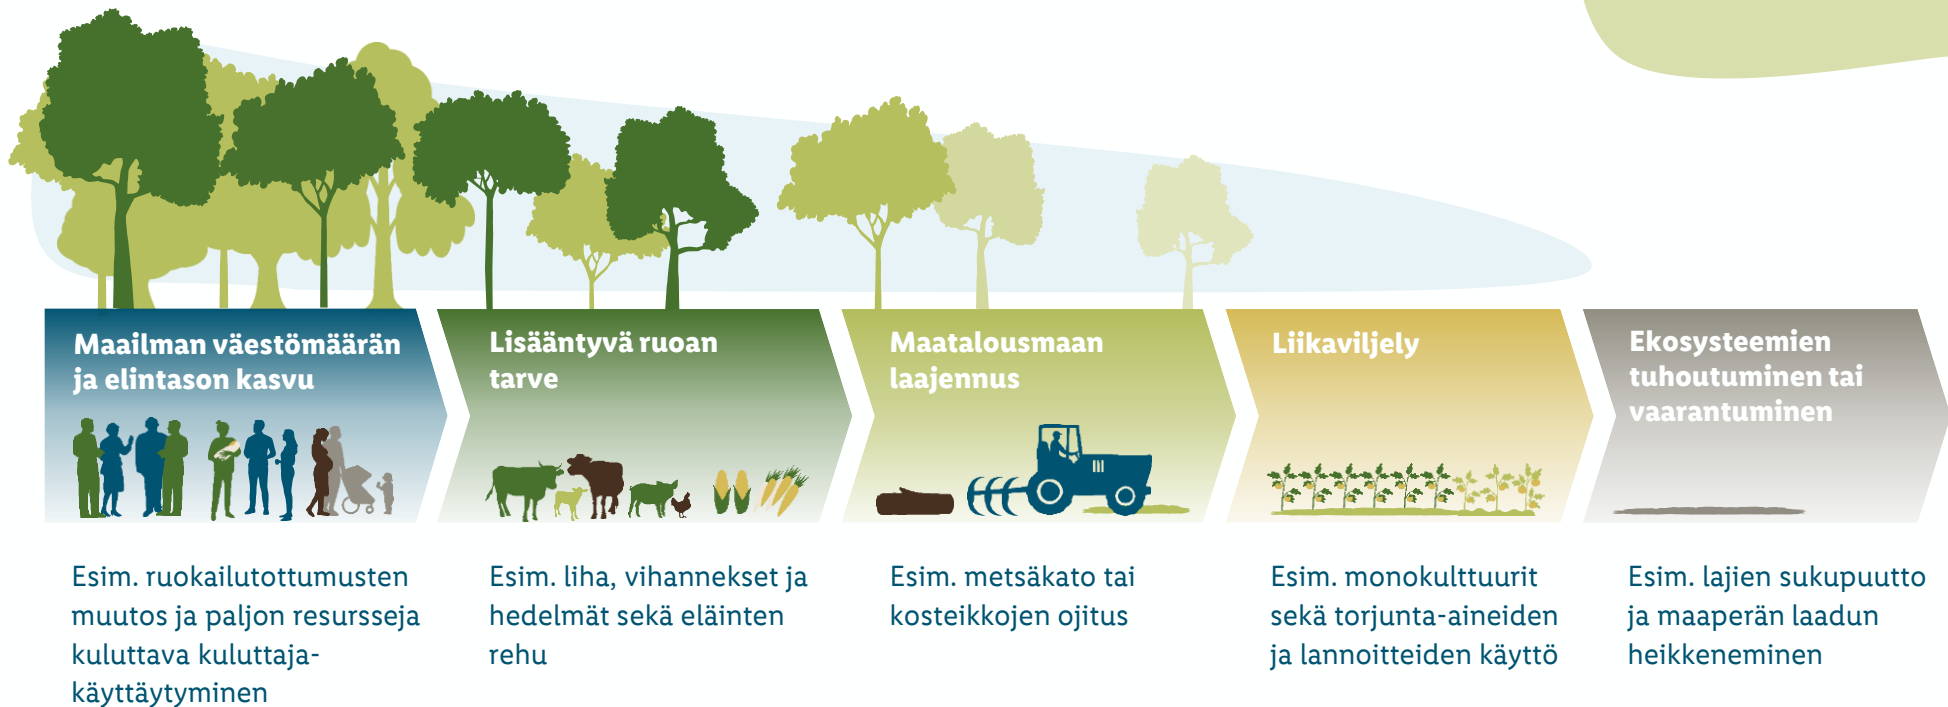 Maailman väestömäärän
ja elintason kasvu
Esim. ruokailutottumusten
muutos ja paljon resursseja
kuluttava kuluttaja-
käyttäytyminen
Lisääntyvä ruoan
tarve
Esim. liha, vihannekset ja
hedelmät sekä eläinten
rehu
Maatalousmaan
laajennus
Esim. metsäkato tai
kosteikkojen ojitus
Liikaviljely
Esim. monokulttuurit
sekä torjunta-aineiden
ja lannoitteiden käyttö
Ekosysteemien
tuhoutuminen tai
vaarantuminen
Esim. lajien sukupuutto
ja maaperän laadun
heikkeneminen